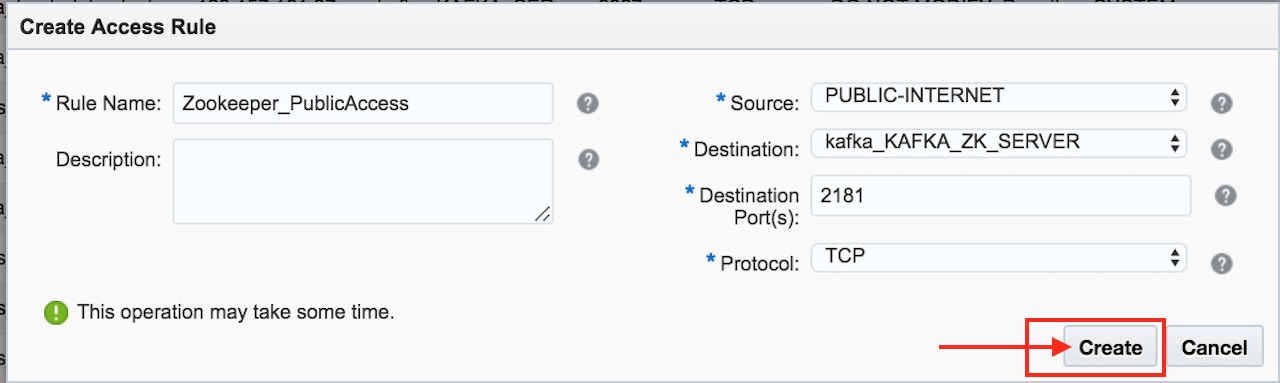 Create Access Rule
* Rule Name: Zookeeper_PublicAccess ?
Description: ?
* Source: PUBLIC-INTERNET ?
* Destination: kafka_KAFKA_ZK_SERVER ?
* Destination
Port(s): 2181 ?
* Protocol: TCP ?
! This operation may take some time.
Create Cancel